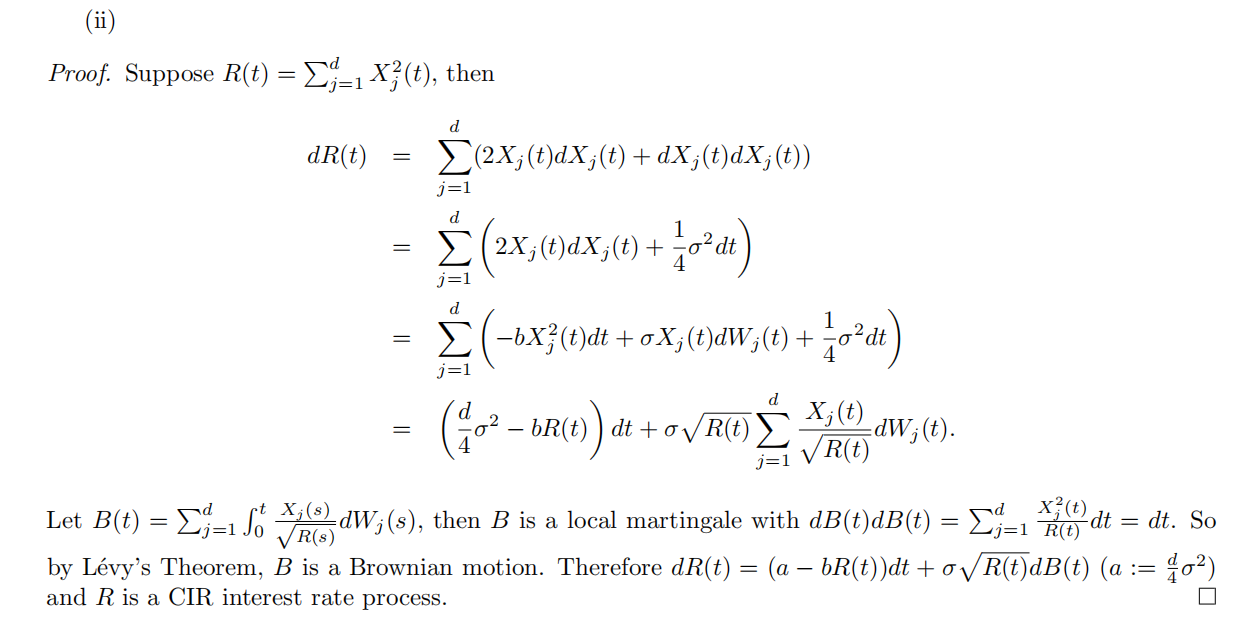 (ii)
Proof. Suppose $R(t) = \sum_{j=1}^{d} X_j^2(t)$, then
$dR(t) = \sum_{j=1}^{d} (2X_j(t)dX_j(t) + dX_j(t)dX_j(t))$
$= \sum_{j=1}^{d} \left( 2X_j(t)dX_j(t) + \frac{1}{4}\sigma^2 dt \right)$
$= \sum_{j=1}^{d} \left( -bX_j^2(t)dt + \sigma X_j(t)dW_j(t) + \frac{1}{4}\sigma^2 dt \right)$
$= \left( \frac{d}{4}\sigma^2 - bR(t) \right) dt + \sigma\sqrt{R(t)} \sum_{j=1}^{d} \frac{X_j(t)}{\sqrt{R(t)}} dW_j(t).$
Let $B(t) = \sum_{j=1}^{d} \int_0^t \frac{X_j(s)}{\sqrt{R(s)}} dW_j(s)$, then $B$ is a local martingale with $dB(t)dB(t) = \sum_{j=1}^{d} \frac{X_j^2(t)}{R(t)} dt = dt$. So
by Lévy's Theorem, $B$ is a Brownian motion. Therefore $dR(t) = (a - bR(t))dt + \sigma\sqrt{R(t)}dB(t)$ $(a := \frac{d}{4}\sigma^2)$
and $R$ is a CIR interest rate process. □